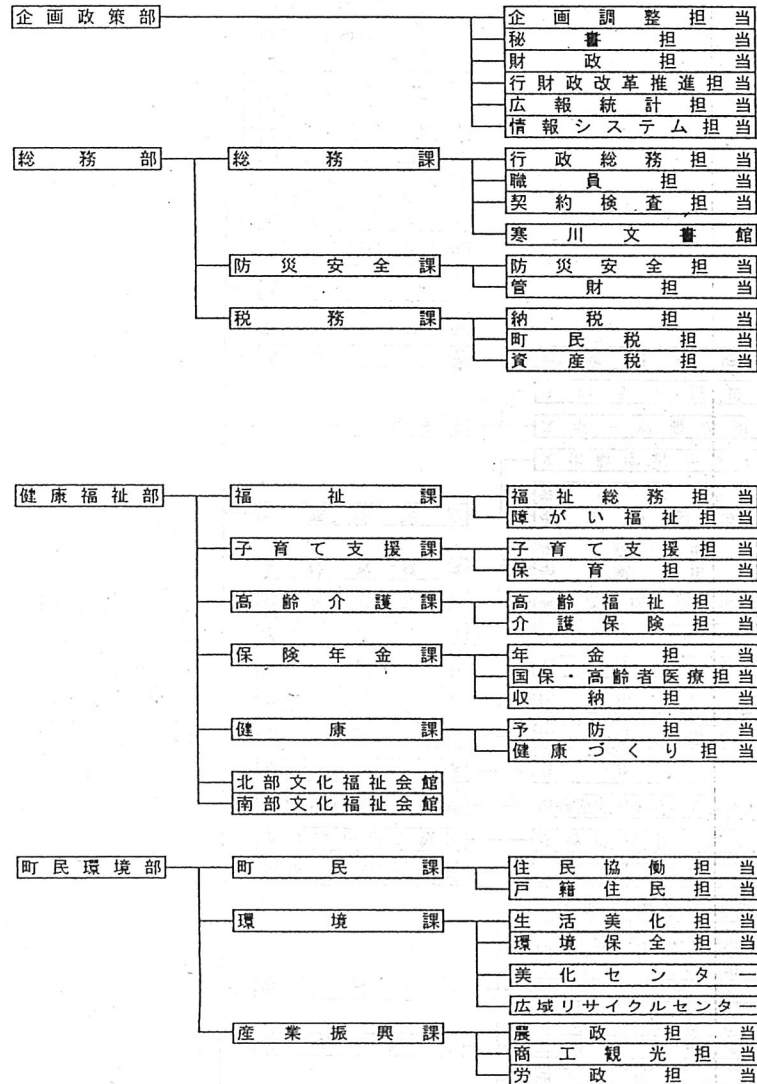 企画政策部 企画調整担当
秘書担当
財政担当
行財政改革推進担当
広報統計担当
情報システム担当
総務部 総務課 行政総務担当
職員担当
契約検査担当
寒川文書館
防災安全課 防災安全担当
管財担当
税務課 納税担当
町民税担当
資産税担当
健康福祉部 福祉課 福祉総務担当
障がい福祉担当
子育て支援課 子育て支援担当
保育担当
高齢介護課 高齢福祉担当
介護保険担当
保険年金課 年金担当
国保・高齢者医療担当
収納担当
健康課 予防担当
健康づくり担当
北部文化福祉会館
南部文化福祉会館
町民環境部 町民課 住民協働担当
戸籍住民担当
環境課 生活美化担当
環境保全担当
美化センター
広域リサイクルセンター
産業振興課 農政担当
商工観光担当
労政担当